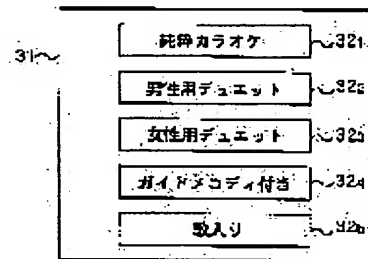 純粋カラオケ 32₁
31
男性用デュエット 32₂
女性用デュエット 32₃
ガイドメロディ付き 32₄
歌入り 32₅